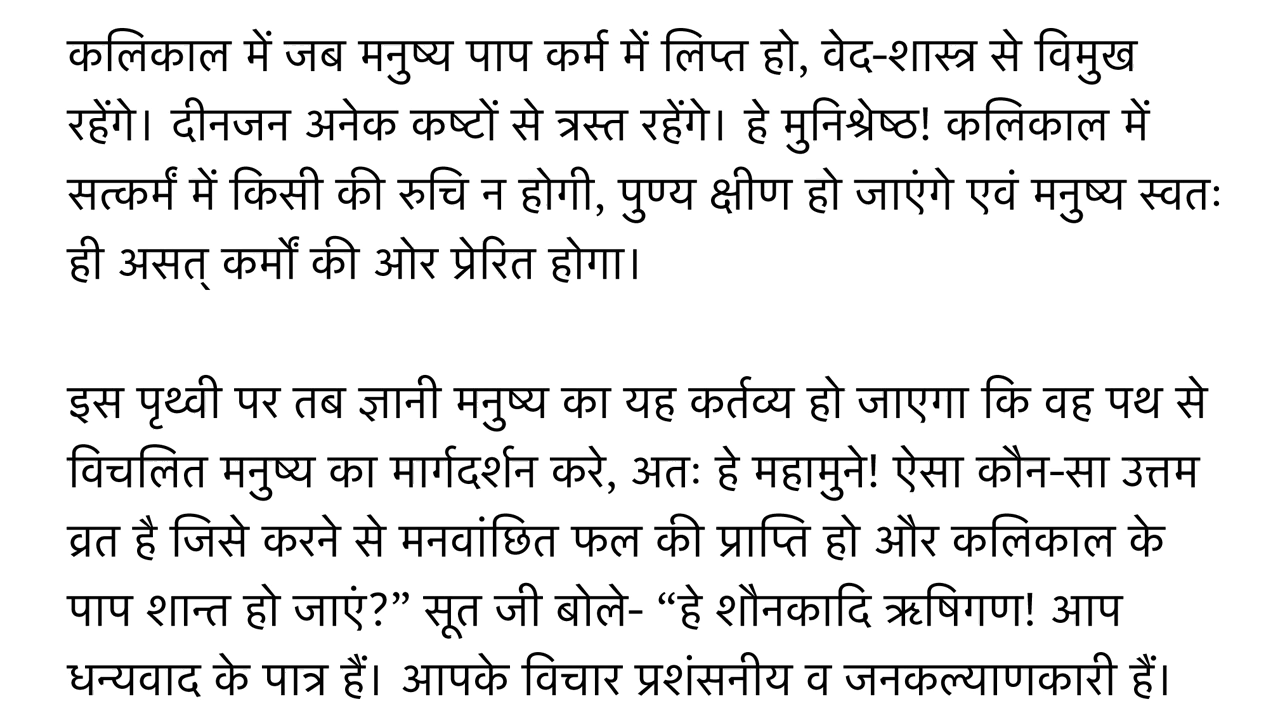 कलिकाल में जब मनुष्य पाप कर्म में लिप्त हो, वेद-शास्त्र से विमुख
रहेंगे। दीनजन अनेक कष्टों से त्रस्त रहेंगे। हे मुनिश्रेष्ठ! कलिकाल में
सत्कर्मं में किसी की रुचि न होगी, पुण्य क्षीण हो जाएंगे एवं मनुष्य स्वतः
ही असत् कर्मों की ओर प्रेरित होगा।
इस पृथ्वी पर तब ज्ञानी मनुष्य का यह कर्तव्य हो जाएगा कि वह पथ से
विचलित मनुष्य का मार्गदर्शन करे, अतः हे महामुने! ऐसा कौन-सा उत्तम
व्रत है जिसे करने से मनवांछित फल की प्राप्ति हो और कलिकाल के
पाप शान्त हो जाएं?” सूत जी बोले- “हे शौनकादि ऋषिगण! आप
धन्यवाद के पात्र हैं। आपके विचार प्रशंसनीय व जनकल्याणकारी हैं।